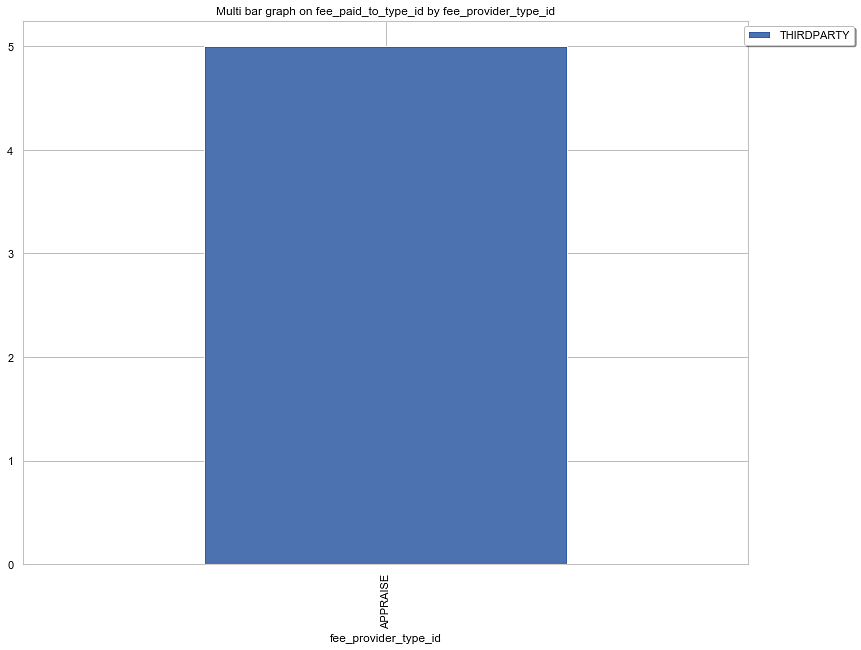 Multi bar graph on fee_paid_to_type_id by fee_provider_type_id
THIRDPARTY
5
4
3
2
1
0
APPRAISE
fee_provider_type_id